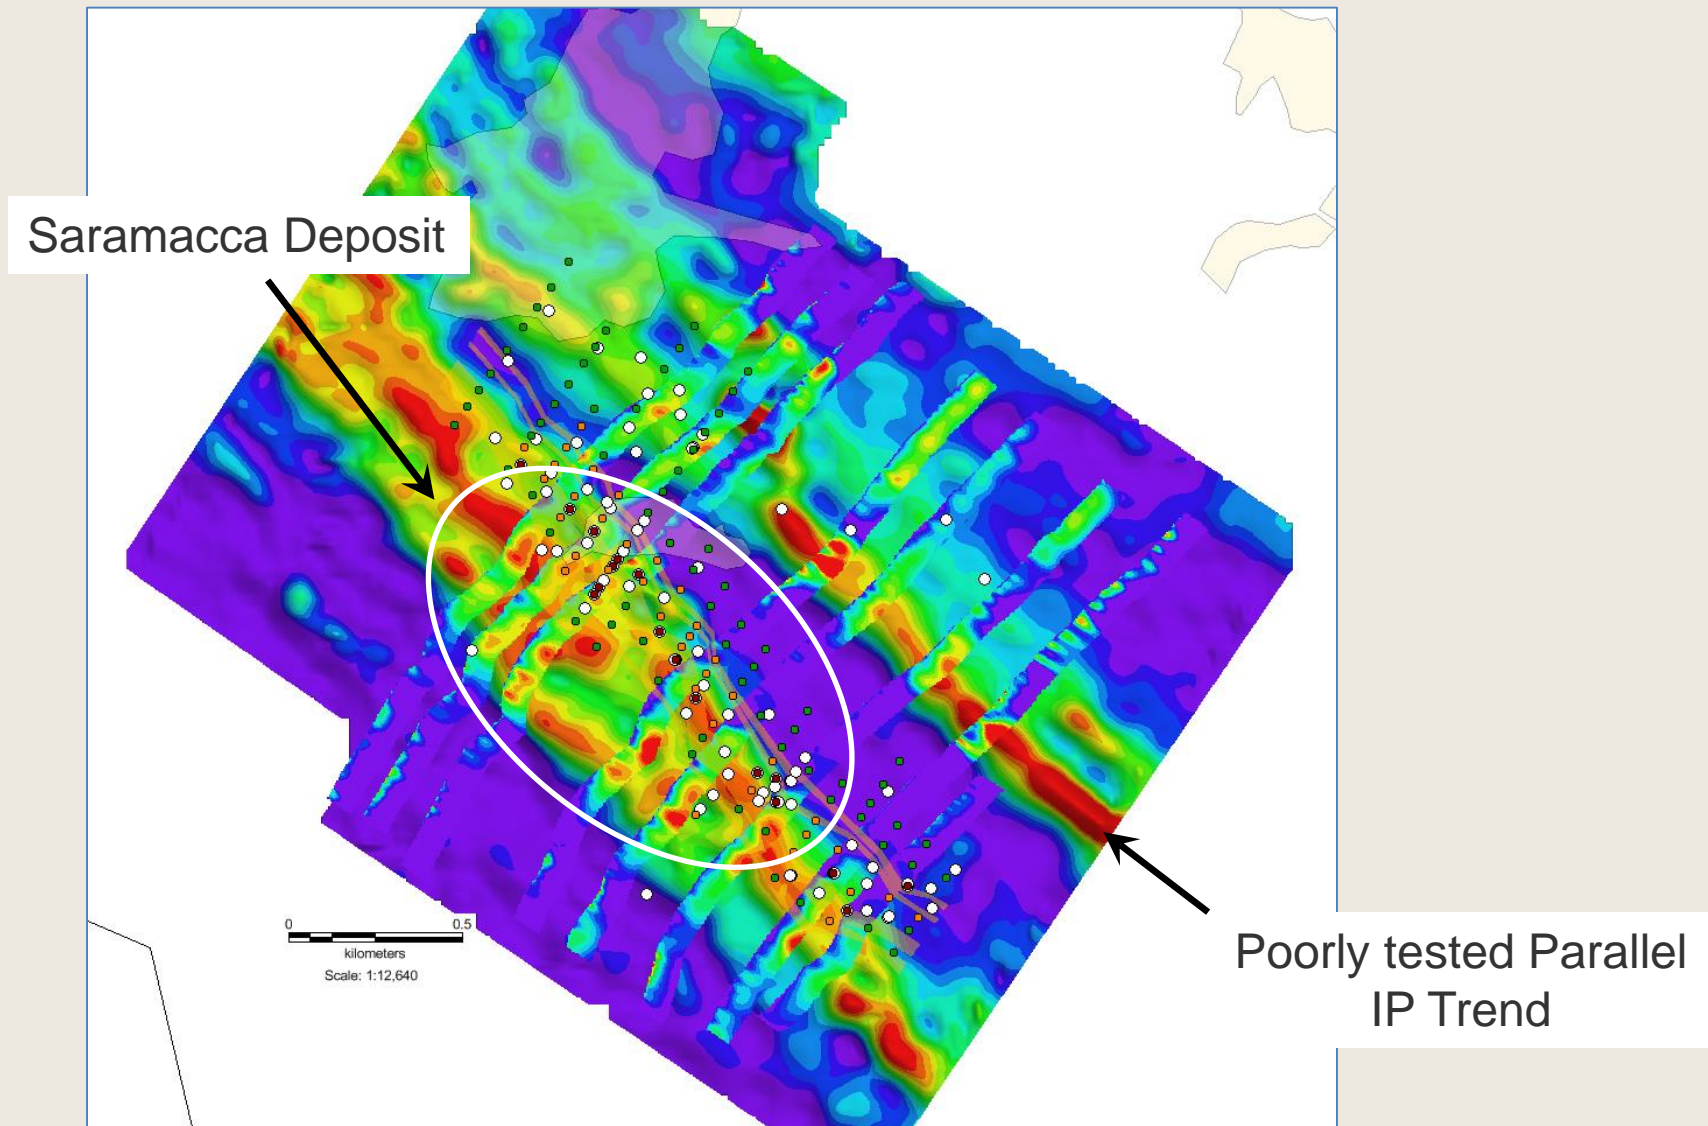 Saramacca Deposit
0 0.5
kilometers
Scale: 1:12,640
Poorly tested Parallel
IP Trend